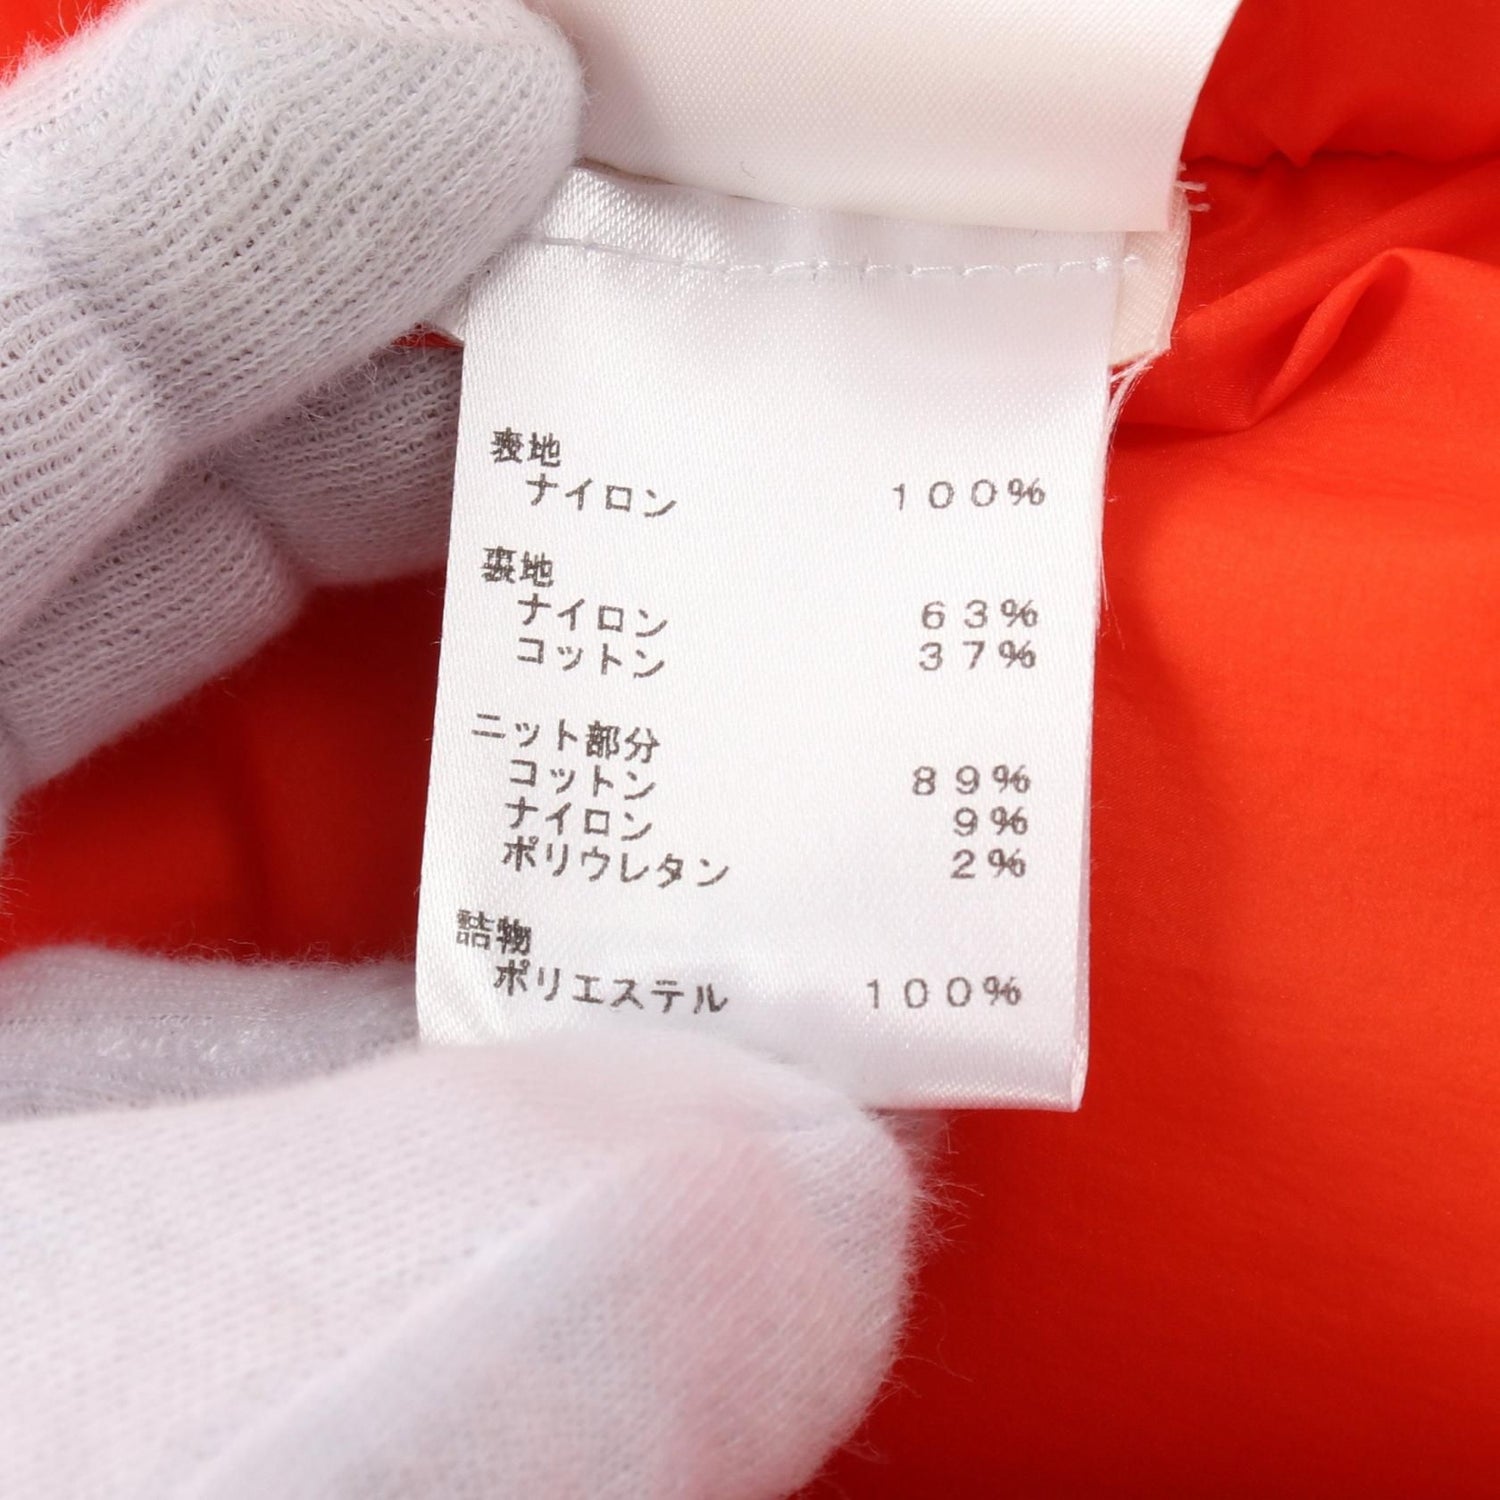 表地
ナイロン 100%
裏地
ナイロン 63%
コットン 37%
ニット部分
コットン 89%
ナイロン 9%
ポリウレタン 2%
詰物
ポリエステル 100%